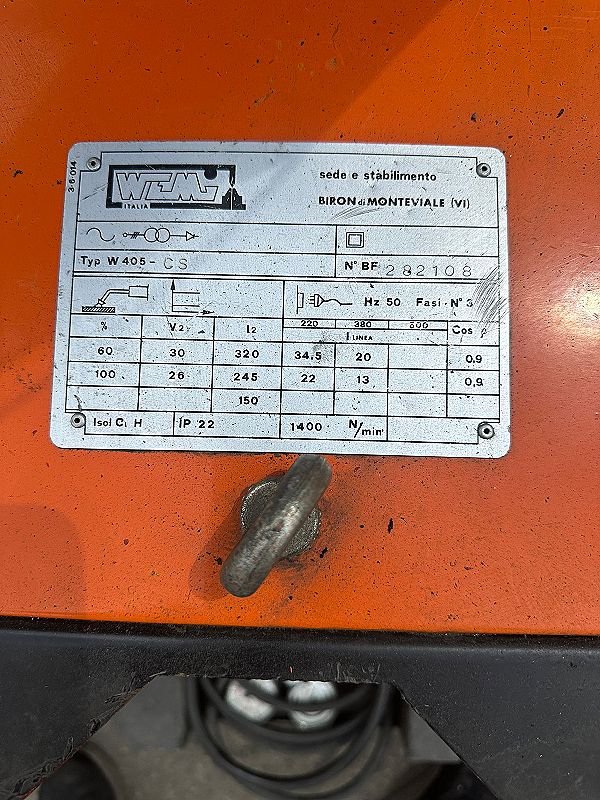 3·6·014
WEMI
ITALIA
sede e stabilimento
BIRON di MONTEVIALE (VI)
Typ W 405 - CS
N° BF 282108
Hz 50 Fasi · N° 3
% V2 I2 220 380 500 Cos φ
I LINEA
60 30 320 34,5 20 0,9
100 26 245 22 13 0,9
150
Isol Cl H IP 22 1400 N/min